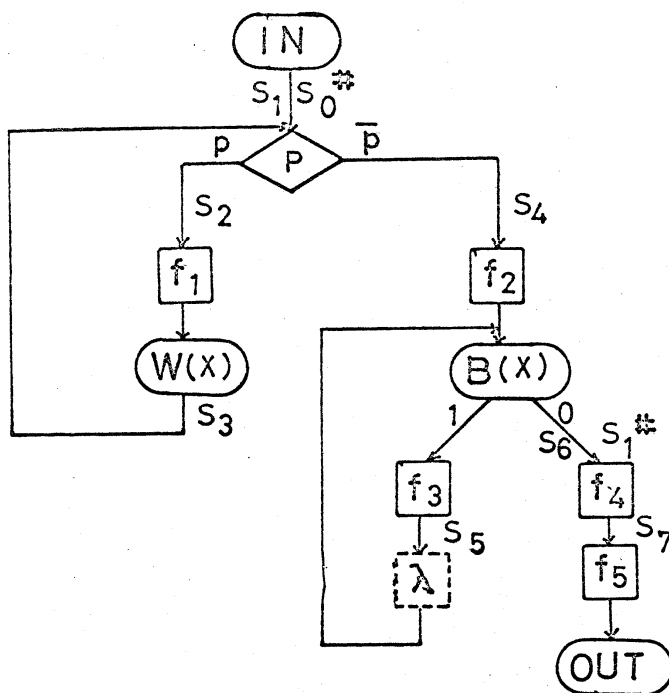 IN
S₁ S₀#
p P p̄
S₂ S₄
f₁ f₂
W(X) B(X)
S₃ 1 0
S₆ S₁#
f₃ f₄
S₅ S₇
λ f₅
OUT